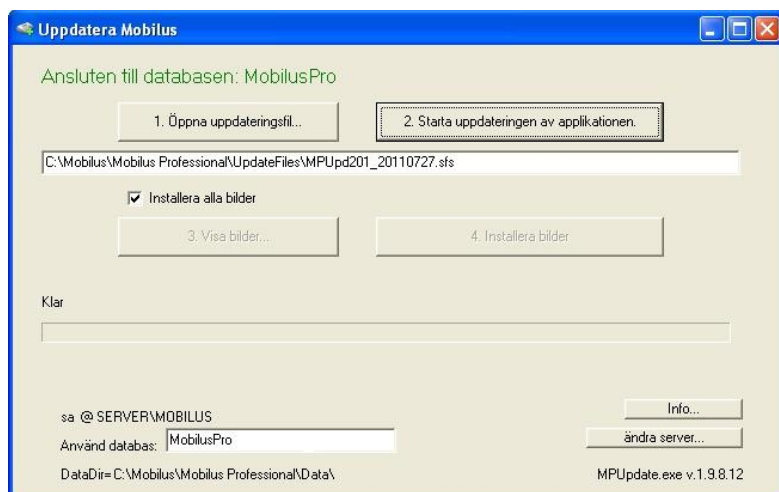 Uppdatera Mobilus
Ansluten till databasen: MobilusPro
1. Öppna uppdateringsfil...
2. Starta uppdateringen av applikationen.
C:\Mobilus\Mobilus Professional\UpdateFiles\MPUpd201_20110727.sfs
Installera alla bilder
3. Visa bilder...
4. Installera bilder
Klar
sa @ SERVER\MOBILUS
Info...
Använd databas: MobilusPro
ändra server...
DataDir= C:\Mobilus\Mobilus Professional\Data\
MPUpdate.exe v.1.9.8.12